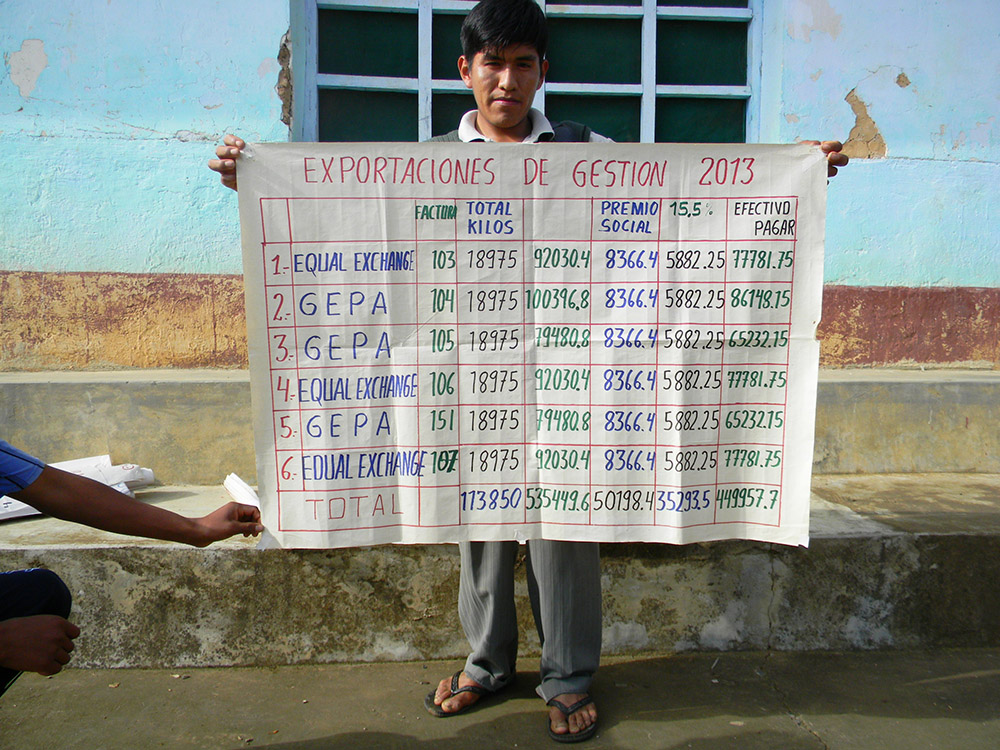 EXPORTACIONES DE GESTION 2013
FACTURA TOTAL KILOS PREMIO SOCIAL 15,5% EFECTIVO PAGAR
1.- EQUAL EXCHANGE 103 18975 92030.4 8366.4 5882.25 77781.75
2.- GEPA 104 18975 100396.8 8366.4 5882.25 86148.15
3.- GEPA 105 18975 79480.8 8366.4 5882.25 65232.15
4.- EQUAL EXCHANGE 106 18975 92030.4 8366.4 5882.25 77781.75
5.- GEPA 151 18975 79480.8 8366.4 5882.25 65232.15
6.- EDUAL EXCHANGE 107 18975 92030.4 8366.4 5882.25 77781.75
TOTAL 113850 535449.6 50198.4 35293.5 449957.7